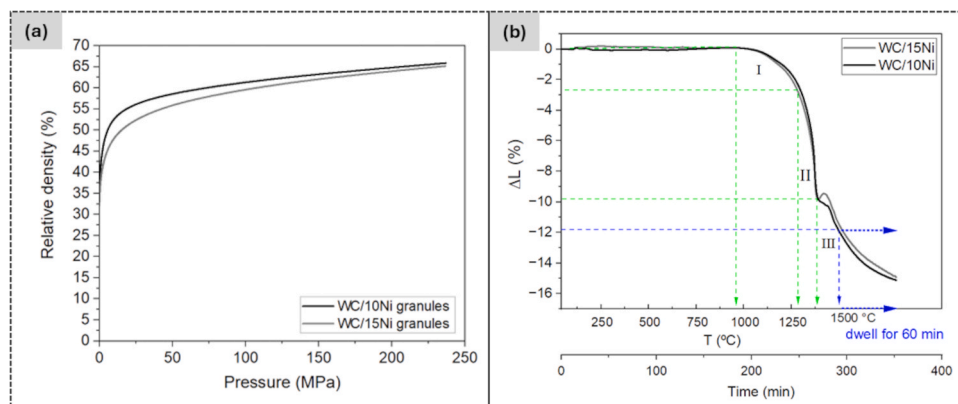 (a)
70
65
60
55
50
45
40
35
30
25
20
15
10
5
0
Relative density (%)
WC/10Ni granules
WC/15Ni granules
0 50 100 150 200 250
Pressure (MPa)
(b)
WC/15Ni
WC/10Ni
0
−2
−4
−6
−8
−10
−12
−14
−16
ΔL (%)
I
II
III
250 500 750 1000 1250 1500 °C
T (ºC)
dwell for 60 min
0 100 200 300 400
Time (min)